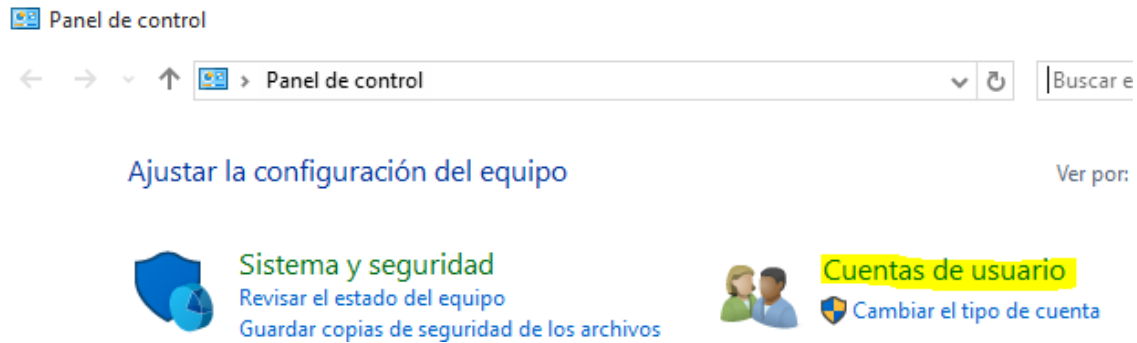 Panel de control
Panel de control
Buscar e
Ajustar la configuración del equipo
Ver por:
Sistema y seguridad
Revisar el estado del equipo
Guardar copias de seguridad de los archivos
Cuentas de usuario
Cambiar el tipo de cuenta